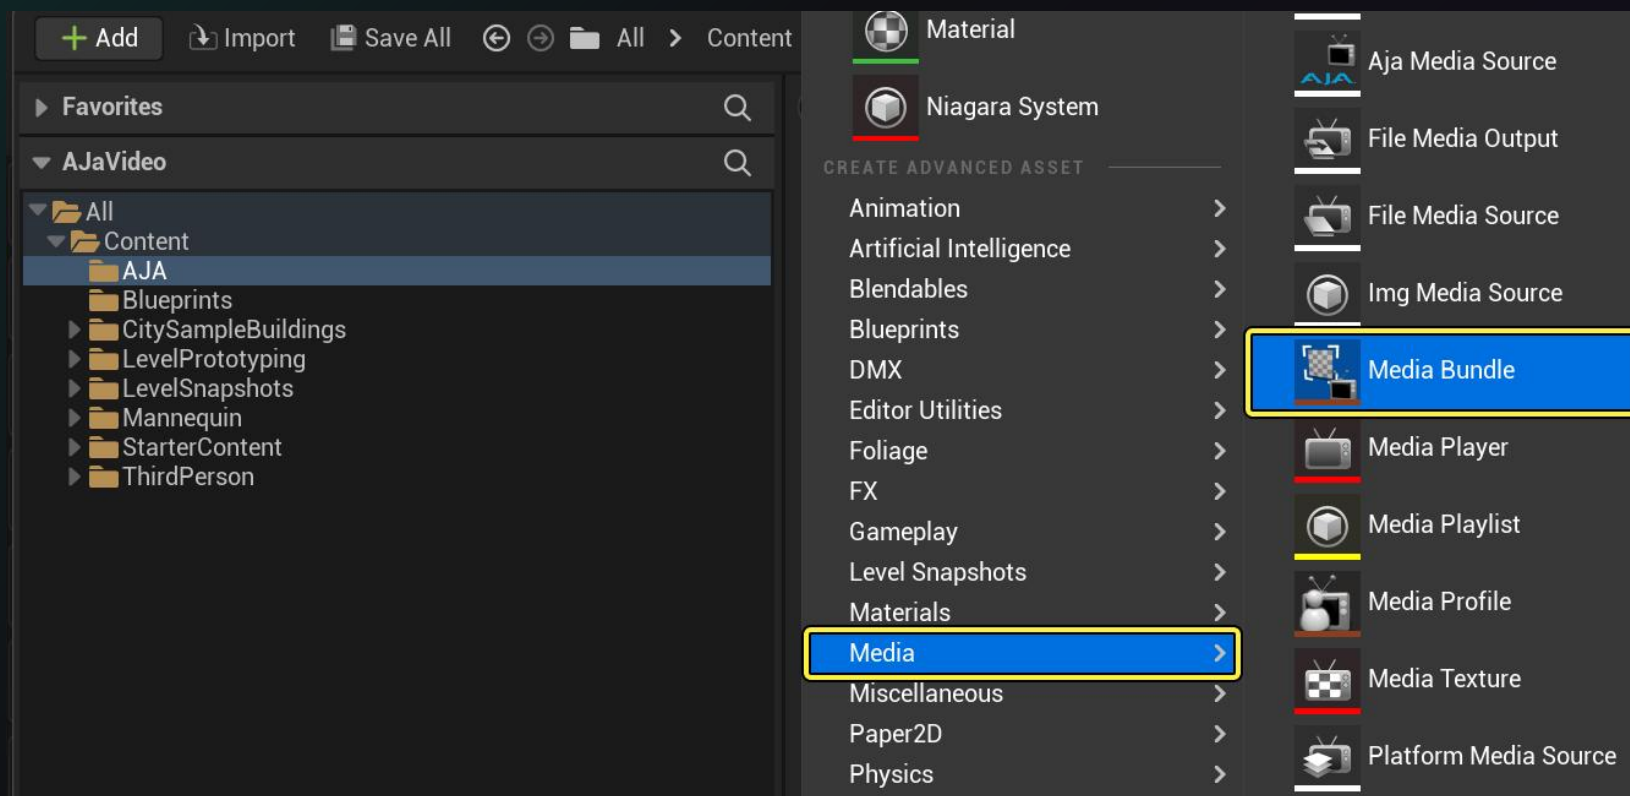 Add Import Save All All > Content
Favorites
AJaVideo
All
Content
AJA
Blueprints
CitySampleBuildings
LevelPrototyping
LevelSnapshots
Mannequin
StarterContent
ThirdPerson
Material
Niagara System
CREATE ADVANCED ASSET
Animation
Artificial Intelligence
Blendables
Blueprints
DMX
Editor Utilities
Foliage
FX
Gameplay
Level Snapshots
Materials
Media
Miscellaneous
Paper2D
Physics
AJA Aja Media Source
File Media Output
File Media Source
Img Media Source
Media Bundle
Media Player
Media Playlist
Media Profile
Media Texture
Platform Media Source